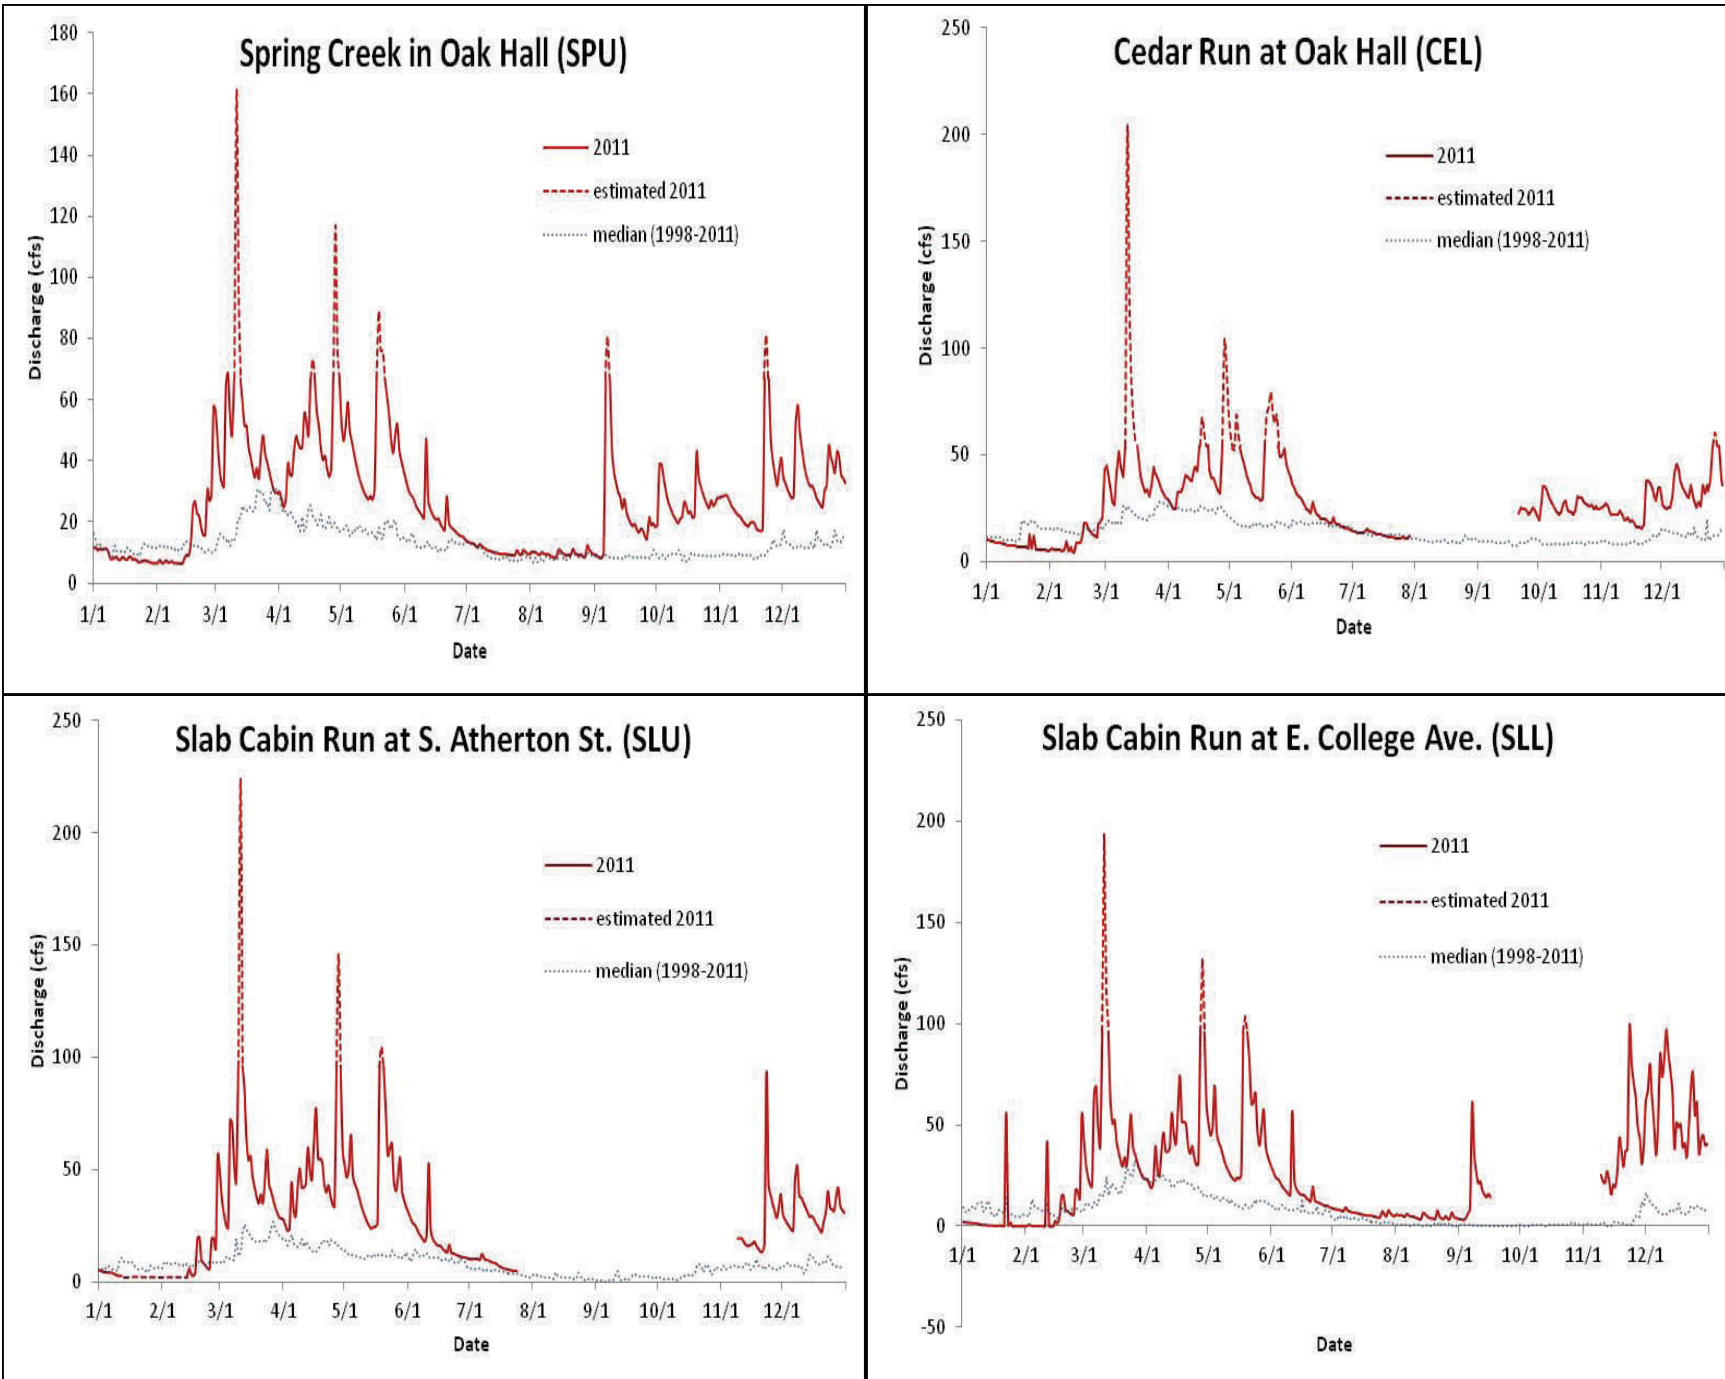 Spring Creek in Oak Hall (SPU)
180
160
140
120
100
80
60
40
20
0
Discharge (cfs)
2011
estimated 2011
median (1998-2011)
1/1 2/1 3/1 4/1 5/1 6/1 7/1 8/1 9/1 10/1 11/1 12/1
Date
Cedar Run at Oak Hall (CEL)
250
200
150
100
50
0
Discharge (cfs)
2011
estimated 2011
median (1998-2011)
1/1 2/1 3/1 4/1 5/1 6/1 7/1 8/1 9/1 10/1 11/1 12/1
Date
Slab Cabin Run at S. Atherton St. (SLU)
250
200
150
100
50
0
Discharge (cfs)
2011
estimated 2011
median (1998-2011)
1/1 2/1 3/1 4/1 5/1 6/1 7/1 8/1 9/1 10/1 11/1 12/1
Date
Slab Cabin Run at E. College Ave. (SLL)
250
200
150
100
50
0
-50
Discharge (cfs)
2011
estimated 2011
median (1998-2011)
1/1 2/1 3/1 4/1 5/1 6/1 7/1 8/1 9/1 10/1 11/1 12/1
Date